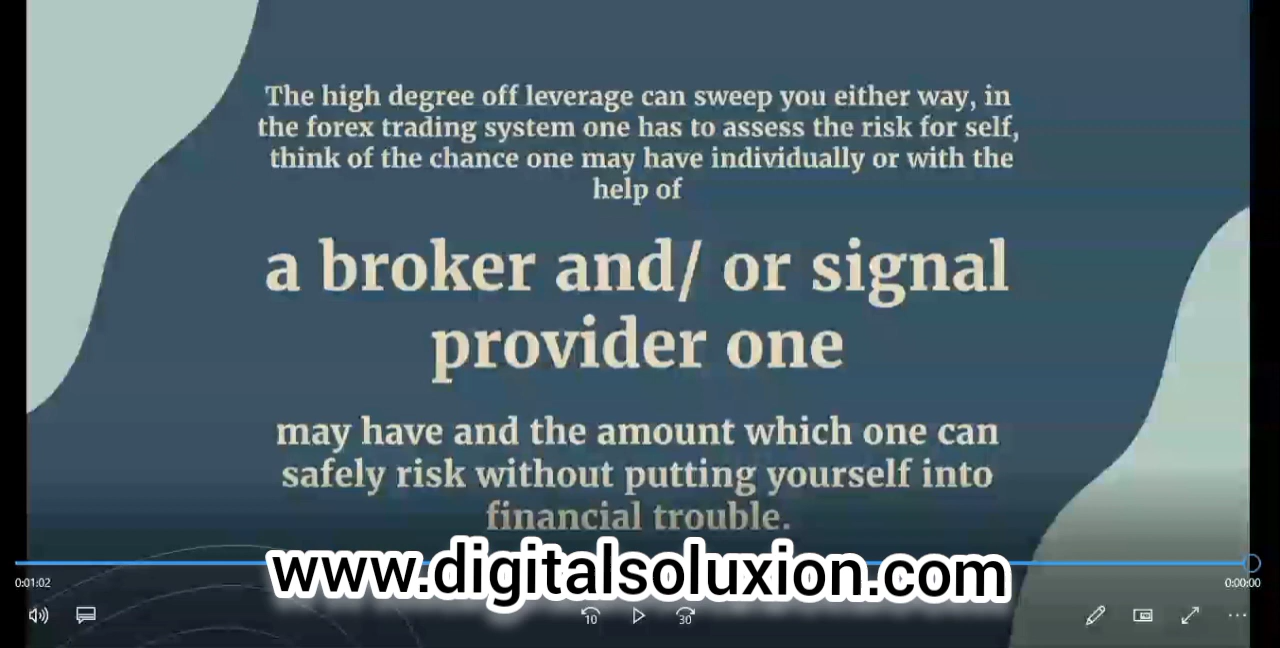 The high degree off leverage can sweep you either way, in
the forex trading system one has to assess the risk for self,
think of the chance one may have individually or with the
help of
a broker and/ or signal
provider one
may have and the amount which one can
safely risk without putting yourself into
financial trouble.
www.digitalsoluxion.com
0:01:02
0:00:00
10
30